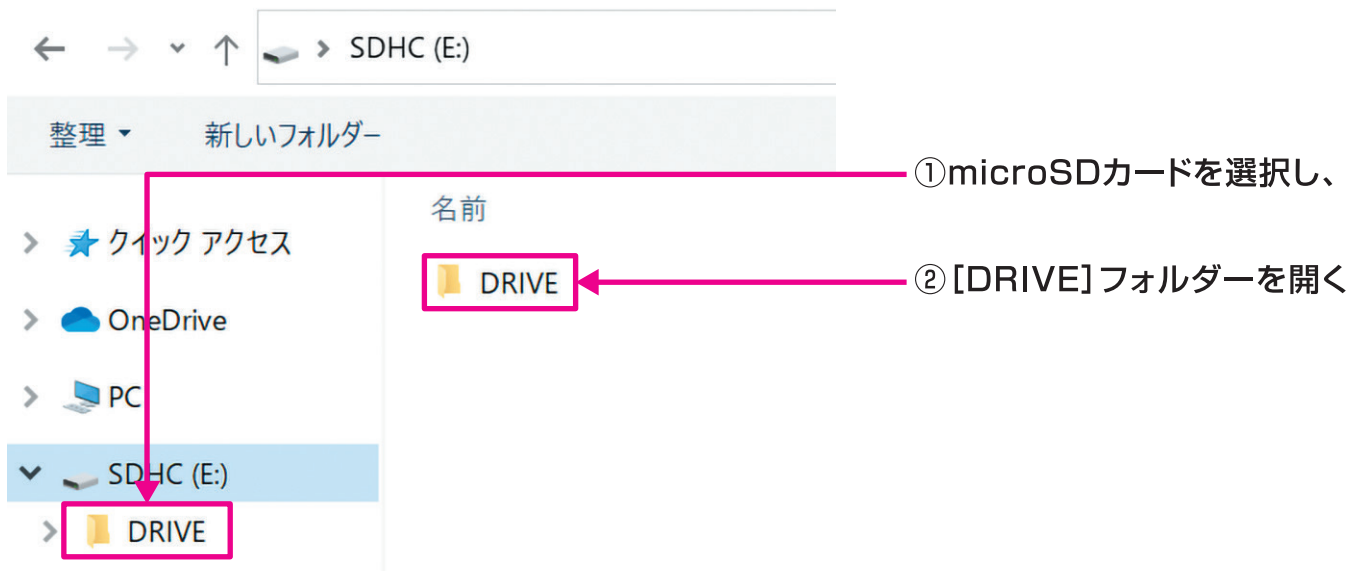 SDHC (E:)
整理 新しいフォルダー
①microSDカードを選択し、
名前
クイック アクセス
DRIVE
②[DRIVE]フォルダーを開く
OneDrive
PC
SDHC (E:)
DRIVE